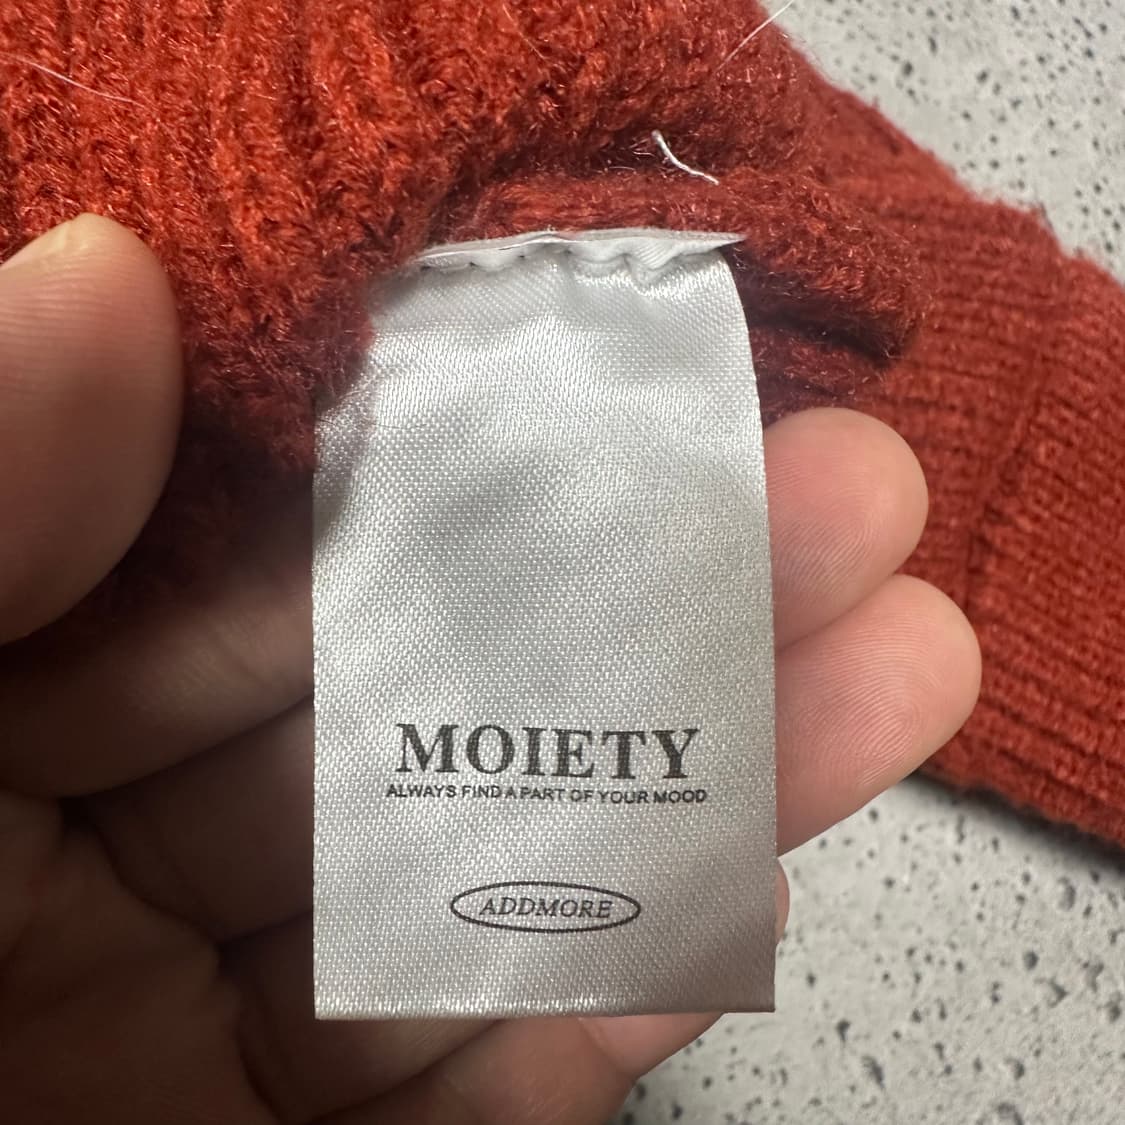 MOIETY
ALWAYS FIND A PART OF YOUR MOOD
ADDMORE